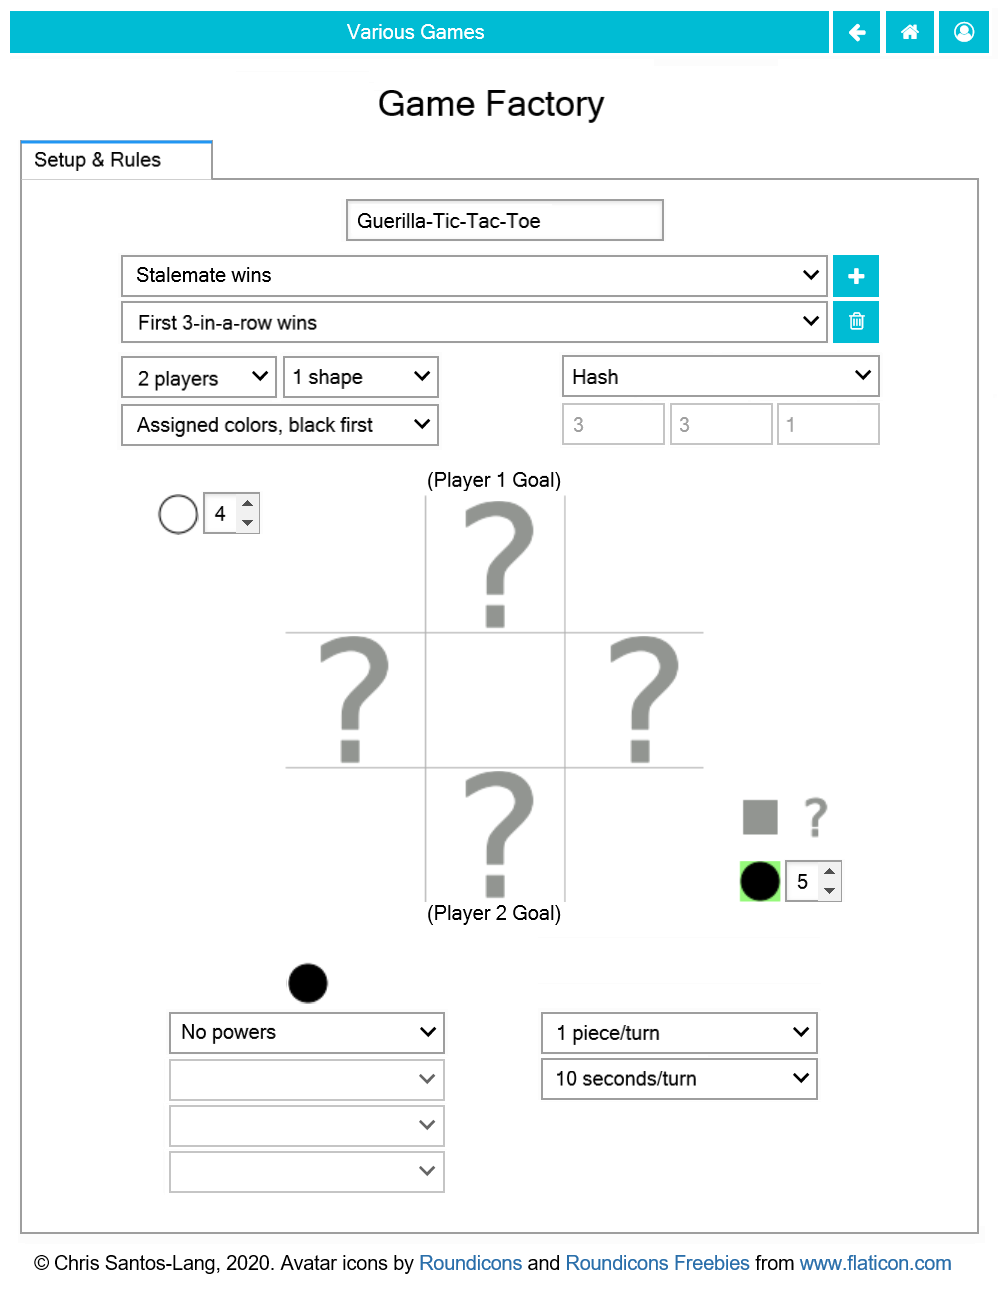 Various Games
Game Factory
Setup & Rules
Guerilla-Tic-Tac-Toe
Stalemate wins
First 3-in-a-row wins
2 players 1 shape Hash
Assigned colors, black first 3 3 1
(Player 1 Goal)
4
?
? ?
?
?
5
(Player 2 Goal)
No powers 1 piece/turn
10 seconds/turn
© Chris Santos-Lang, 2020. Avatar icons by Roundicons and Roundicons Freebies from www.flaticon.com